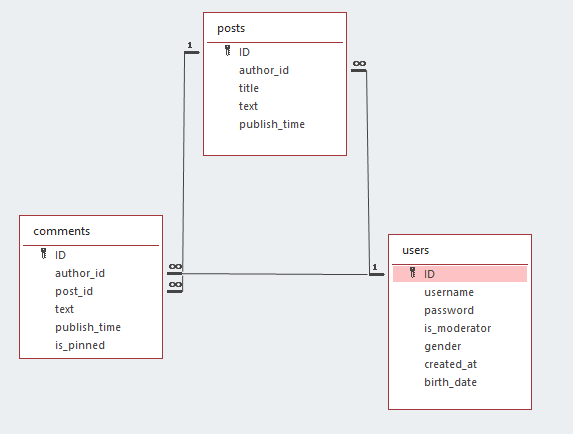 posts
ID
author_id
title
text
publish_time
1
∞
comments
ID
author_id
post_id
text
publish_time
is_pinned
∞
∞
users
ID
username
password
is_moderator
gender
created_at
birth_date
1